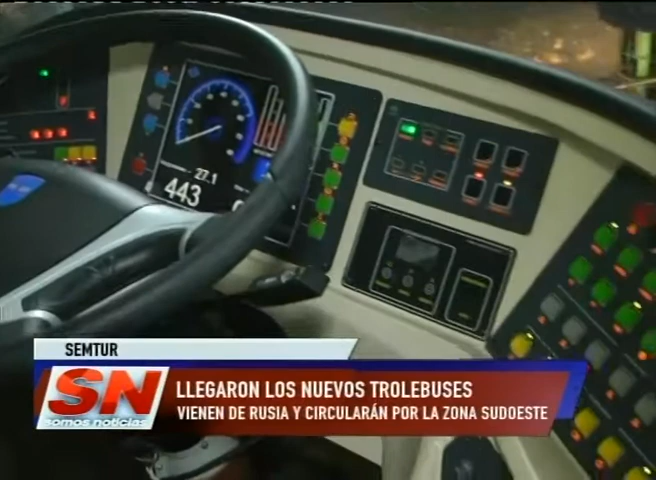 27.1
443
SEMTUR
SN
somos noticias
LLEGARON LOS NUEVOS TROLEBUSES
VIENEN DE RUSIA Y CIRCULARÁN POR LA ZONA SUDOESTE